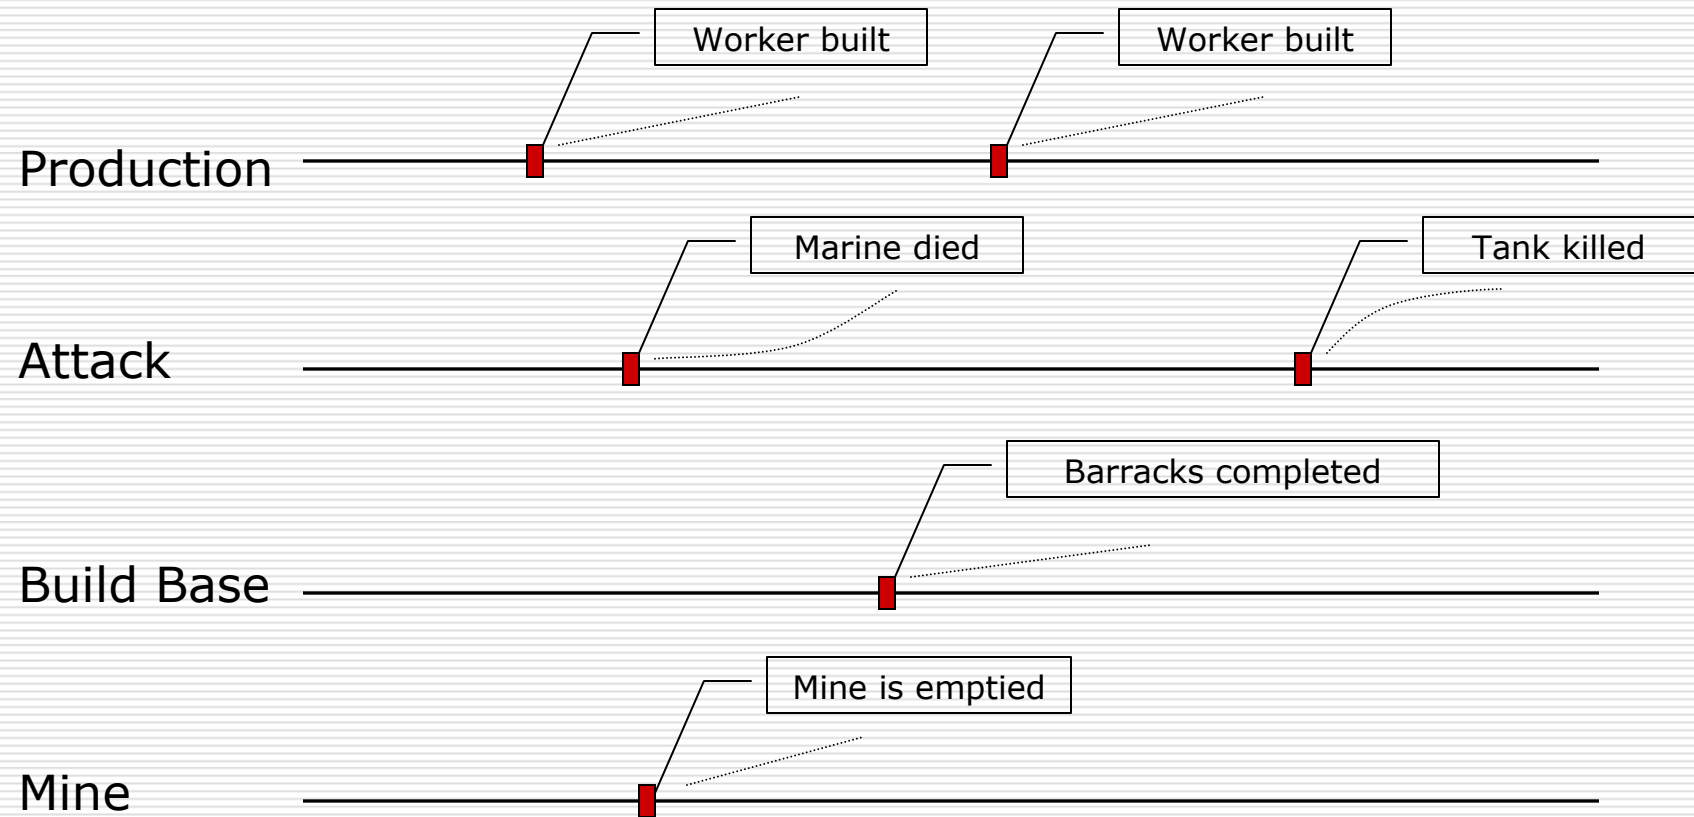 Worker built
Worker built
Production
Marine died
Tank killed
Attack
Barracks completed
Build Base
Mine is emptied
Mine